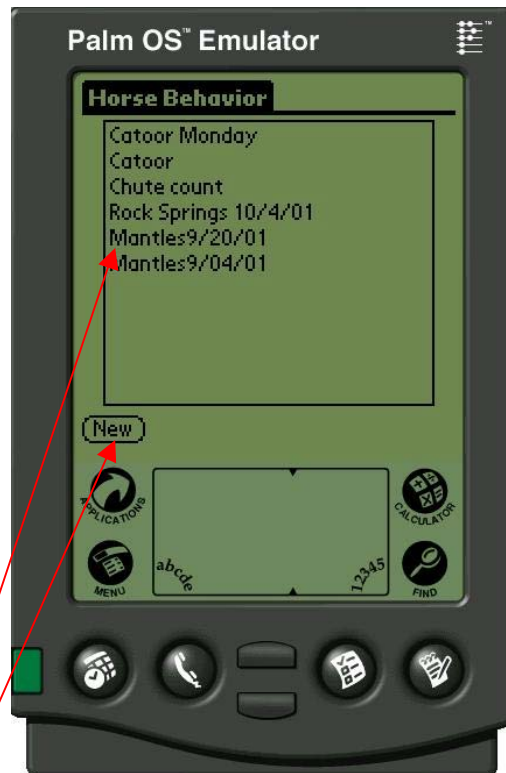 Palm OS™ Emulator
™
Horse Behavior
Catoor Monday
Catoor
Chute count
Rock Springs 10/4/01
Mantles9/20/01
Mantles9/04/01
New
APPLICATIONS
CALCULATOR
MENU
abcde
12345
FIND